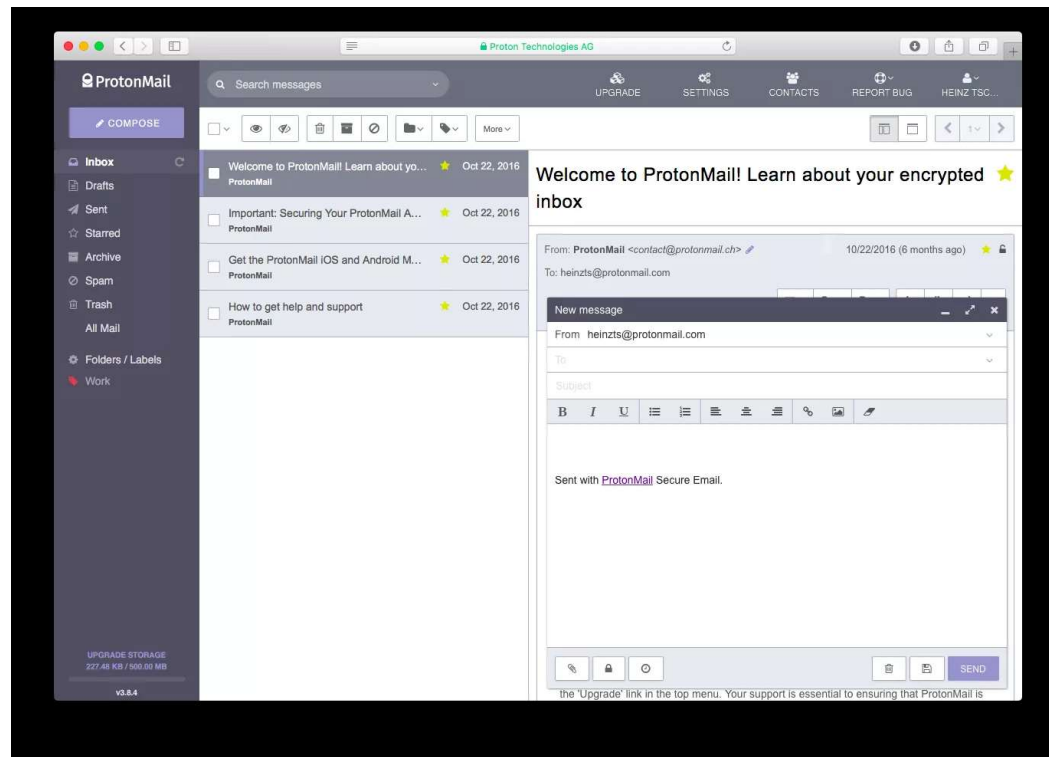 Proton Technologies AG
ProtonMail
Search messages
UPGRADE
SETTINGS
CONTACTS
REPORT BUG
HEINZ TSC...
COMPOSE
More
1
Inbox
Drafts
Sent
Starred
Archive
Spam
Trash
All Mail
Folders / Labels
Work
UPGRADE STORAGE
227.48 KB / 500.00 MB
v3.8.4
Welcome to ProtonMail! Learn about yo... Oct 22, 2016
ProtonMail
Important: Securing Your ProtonMail A... Oct 22, 2016
ProtonMail
Get the ProtonMail iOS and Android M... Oct 22, 2016
ProtonMail
How to get help and support Oct 22, 2016
ProtonMail
Welcome to ProtonMail! Learn about your encrypted
inbox
From: ProtonMail <contact@protonmail.ch> 10/22/2016 (6 months ago)
To: heinzts@protonmail.com
New message
From heinzts@protonmail.com
To
Subject
B I U
Sent with ProtonMail Secure Email.
SEND
the 'Upgrade' link in the top menu. Your support is essential to ensuring that ProtonMail is